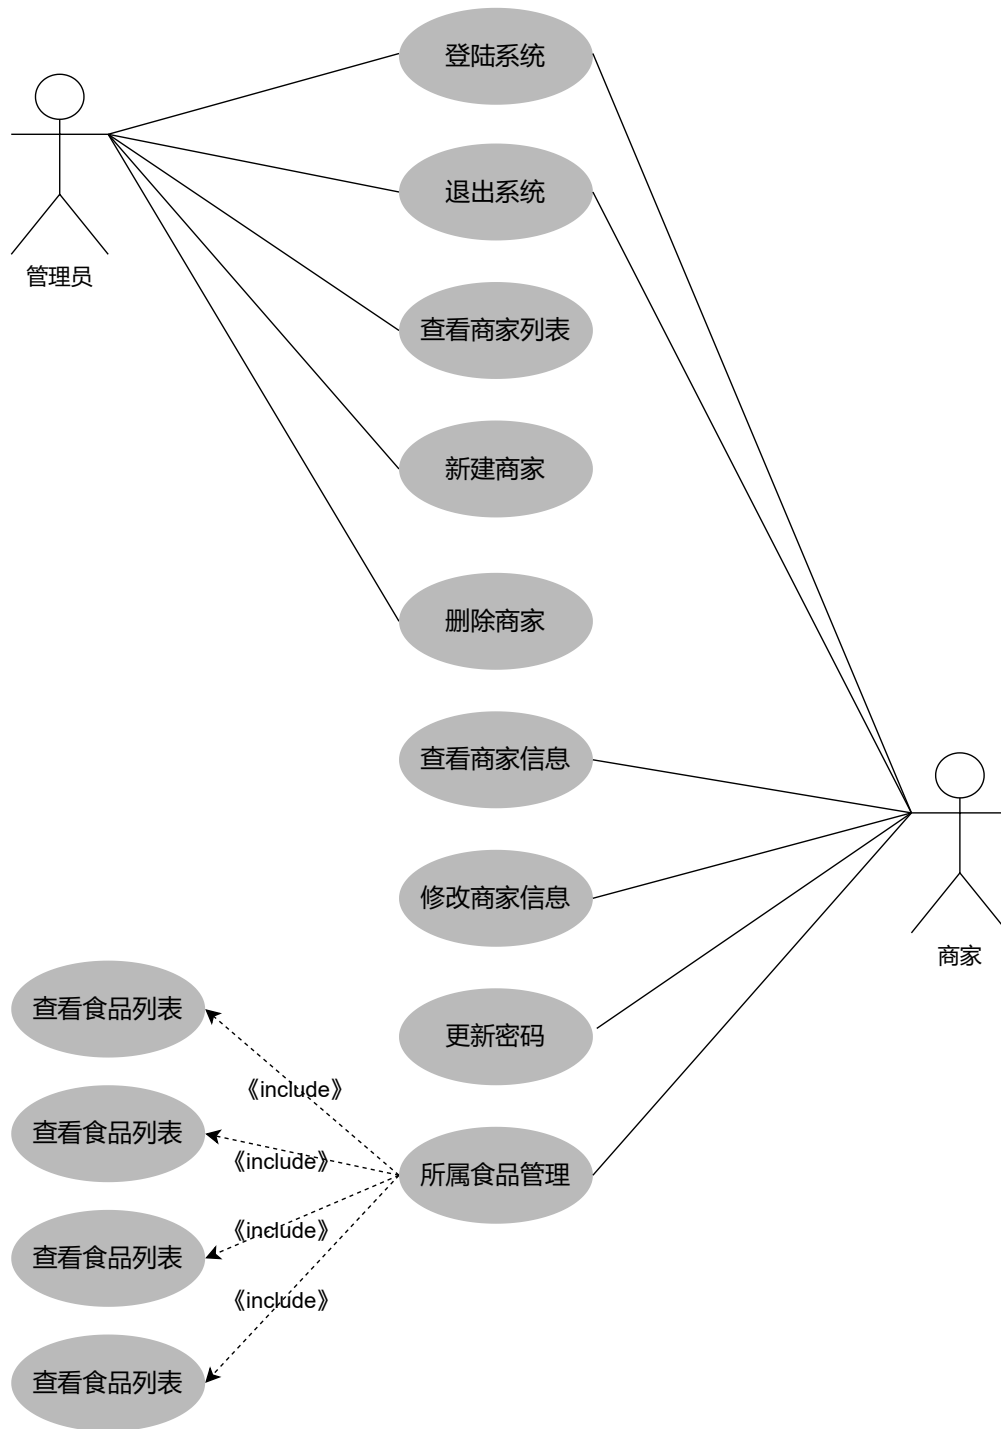 登陆系统
退出系统
管理员
查看商家列表
新建商家
删除商家
查看商家信息
修改商家信息
商家
查看食品列表
更新密码
《include》
查看食品列表
《include》
所属食品管理
《include》
查看食品列表
《include》
查看食品列表